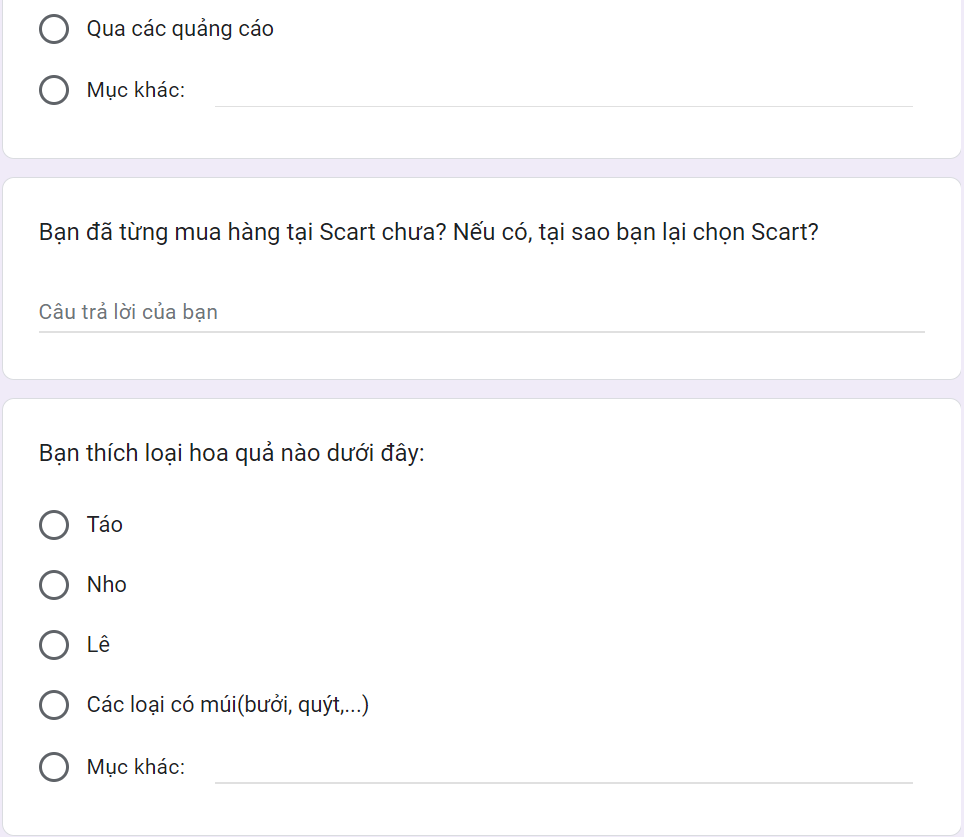 Qua các quảng cáo
Mục khác:
Bạn đã từng mua hàng tại Scart chưa? Nếu có, tại sao bạn lại chọn Scart?
Câu trả lời của bạn
Bạn thích loại hoa quả nào dưới đây:
Táo
Nho
Lê
Các loại có múi(bưởi, quýt,...)
Mục khác: